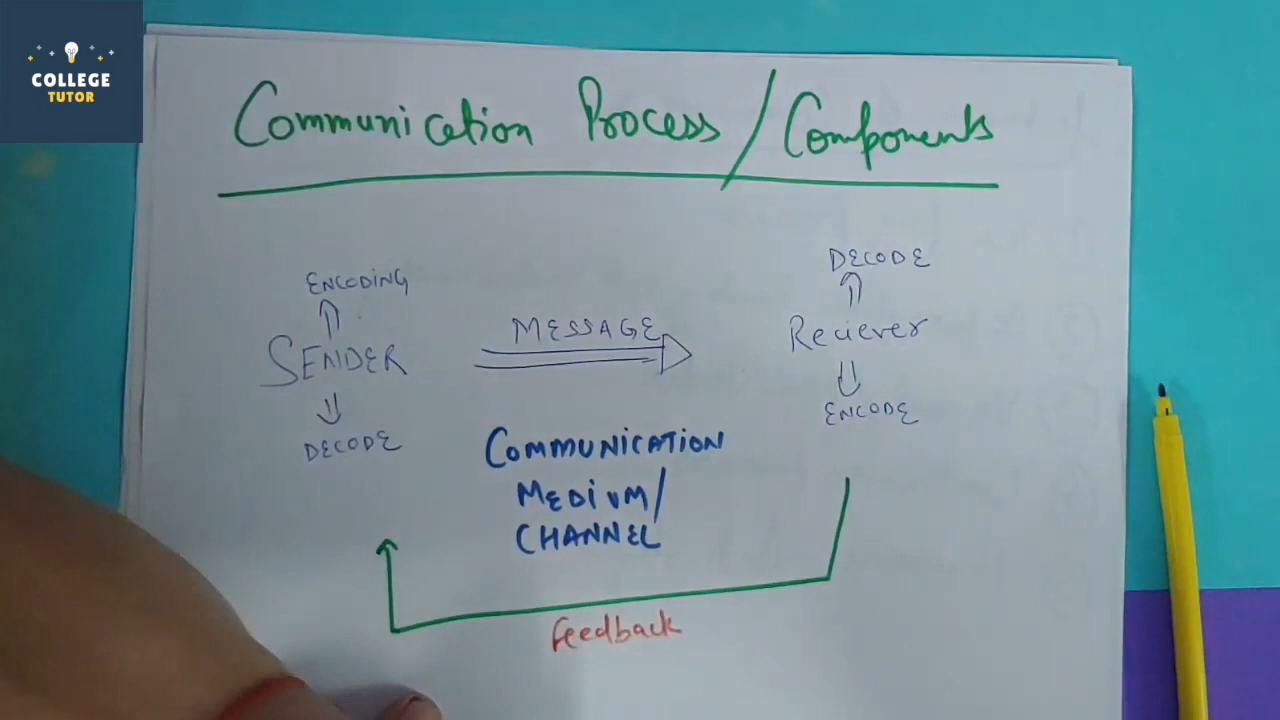 COLLEGE
TUTOR
Communication Process / Components
ENCODING
SENDER
DECODE
MESSAGE
COMMUNICATION
MEDIUM/
CHANNEL
DECODE
Reciever
ENCODE
feedback